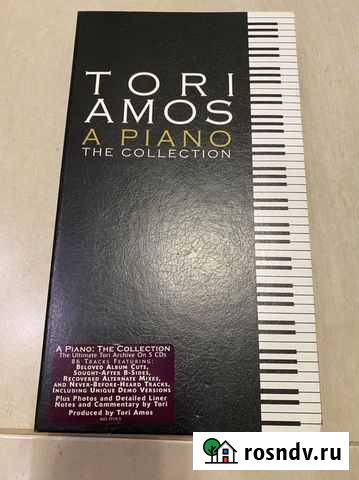 TORI
AMOS
A PIANO
THE COLLECTION
A PIANO: THE COLLECTION
The Ultimate Tori Archive On 5 CDs
86 TRACKS FEATURING:
BELOVED ALBUM CUTS,
SOUGHT-AFTER B-SIDES,
RECOVERED ALTERNATE MIXES,
AND NEVER-BEFORE-HEARD TRACKS,
INCLUDING UNIQUE DEMO VERSIONS
Plus Photos and Detailed Liner
Notes and Commentary by Tori
Produced by Tori Amos
rosndv.ru